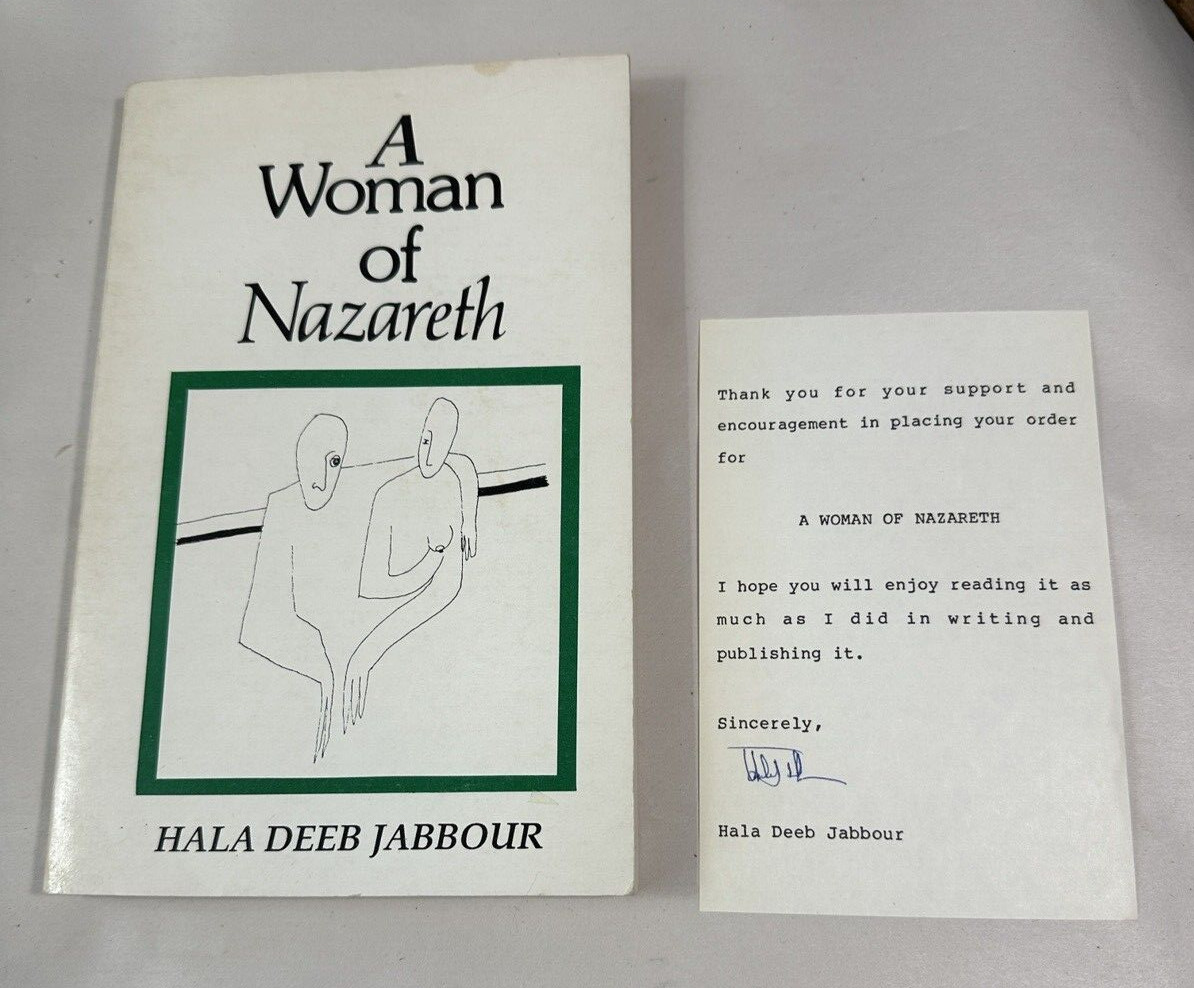 A
Woman
of
Nazareth
HALA DEEB JABBOUR
Thank you for your support and
encouragement in placing your order
for
A WOMAN OF NAZARETH
I hope you will enjoy reading it as
much as I did in writing and
publishing it.
Sincerely,
Hala Deeb Jabbour